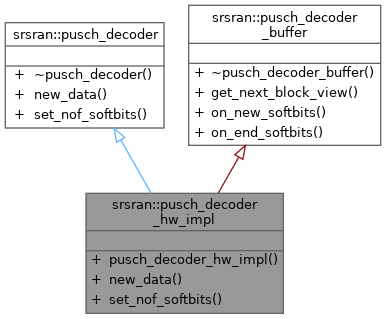 srsran::pusch_decoder
+ ~pusch_decoder()
+ new_data()
+ set_nof_softbits()
srsran::pusch_decoder
_buffer
+ ~pusch_decoder_buffer()
+ get_next_block_view()
+ on_new_softbits()
+ on_end_softbits()
srsran::pusch_decoder
_hw_impl
+ pusch_decoder_hw_impl()
+ new_data()
+ set_nof_softbits()